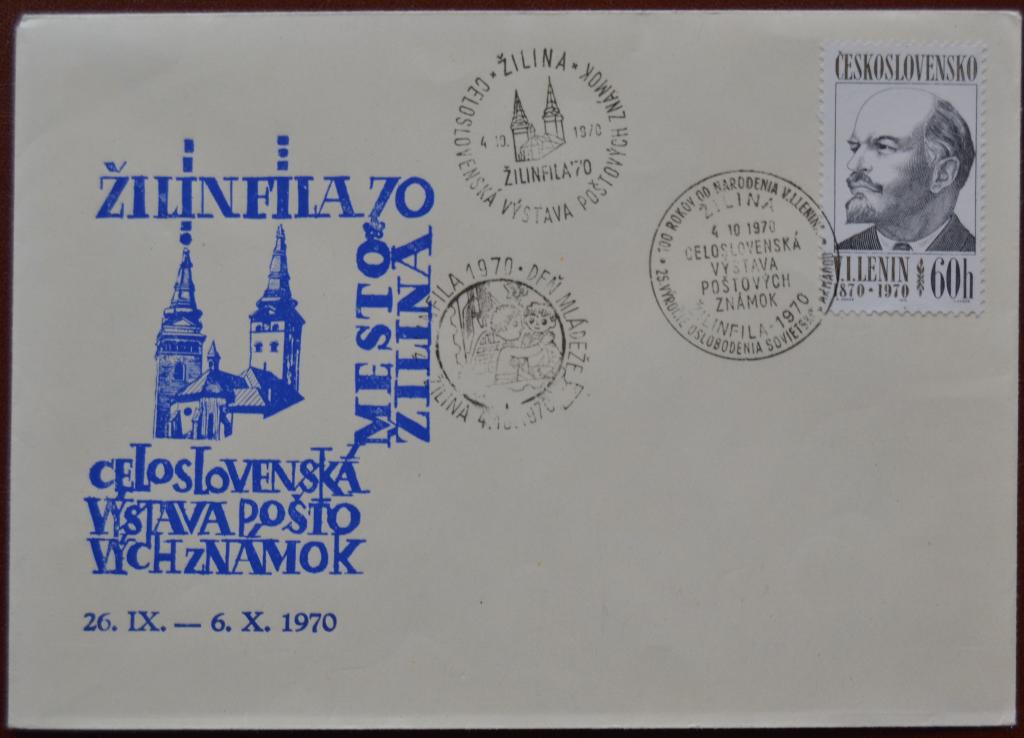 ŽILINFILA 70
MESTO
ŽILINA
CELOSLOVENSKÁ
VÝSTAVA POŠTO
VÝCH ZNÁMOK
26. IX. — 6. X. 1970
ŽILINA
CELOSLOVENSKÁ VÝSTAVA POŠTOVÝCH ZNÁMOK
4.10. 1970
ŽILINFILA'70
FILA 1970 · DEŇ MLÁDEŽE
ŽILINA 4.10.1970
100 ROKOV OD NARODENIA V.I.LENINA
ŽILINA
4 10 1970
CELOSLOVENSKÁ
VÝSTAVA
POŠTOVÝCH
ZNÁMOK
ŽILINFILA-1970
25.VÝROČIE OSLOBODENIA
ČESKOSLOVENSKO
V.I.LENIN
1870 · 1970
60h